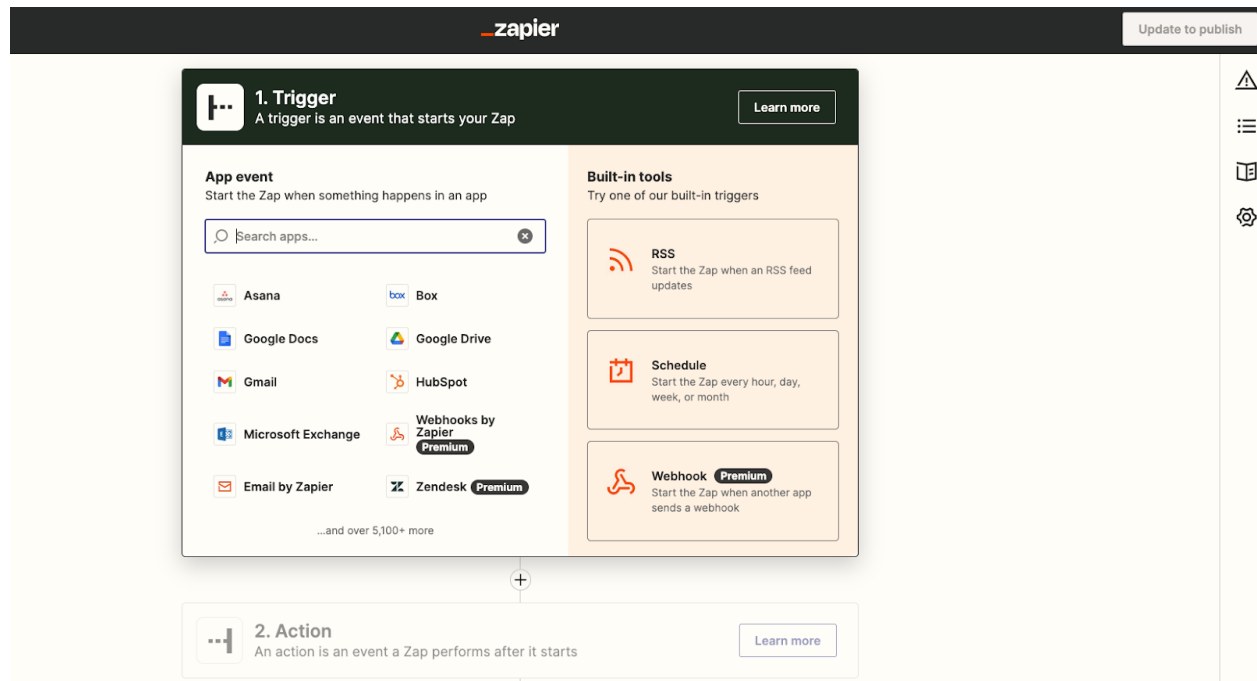 _zapier
Update to publish
1. Trigger
A trigger is an event that starts your Zap
Learn more
App event
Start the Zap when something happens in an app
Search apps...
asana
Asana
box
Box
Google Docs
Google Drive
Gmail
HubSpot
Microsoft Exchange
Webhooks by
Zapier
Premium
Email by Zapier
Zendesk Premium
...and over 5,100+ more
Built-in tools
Try one of our built-in triggers
RSS
Start the Zap when an RSS feed
updates
Schedule
Start the Zap every hour, day,
week, or month
Webhook Premium
Start the Zap when another app
sends a webhook
2. Action
An action is an event a Zap performs after it starts
Learn more